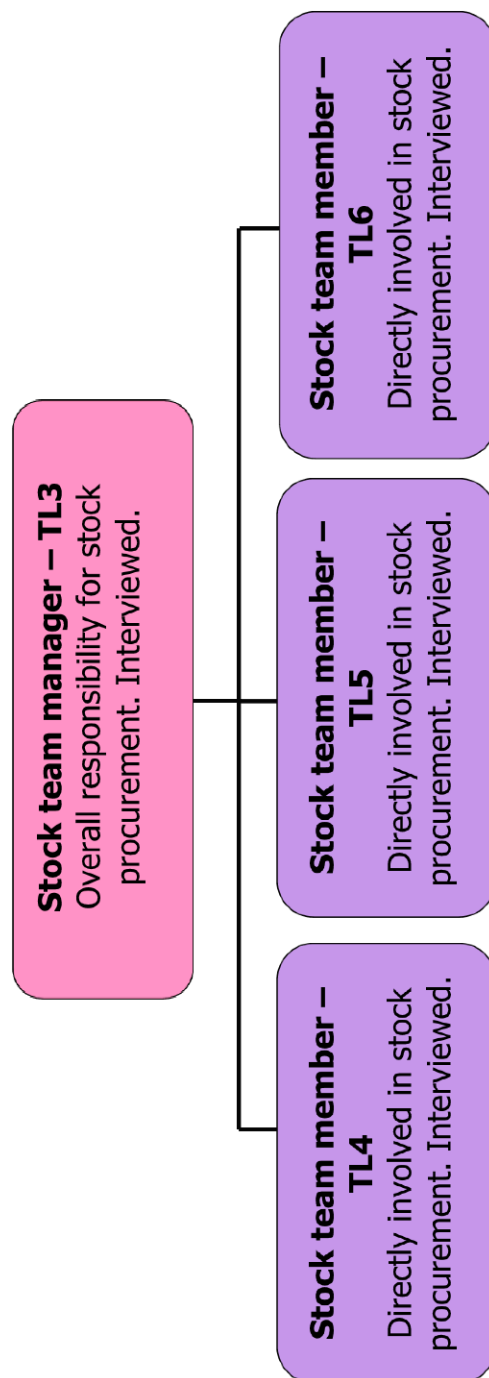 Stock team manager – TL3
Overall responsibility for stock
procurement. Interviewed.
Stock team member –
TL4
Directly involved in stock
procurement. Interviewed.
Stock team member –
TL5
Directly involved in stock
procurement. Interviewed.
Stock team member –
TL6
Directly involved in stock
procurement. Interviewed.